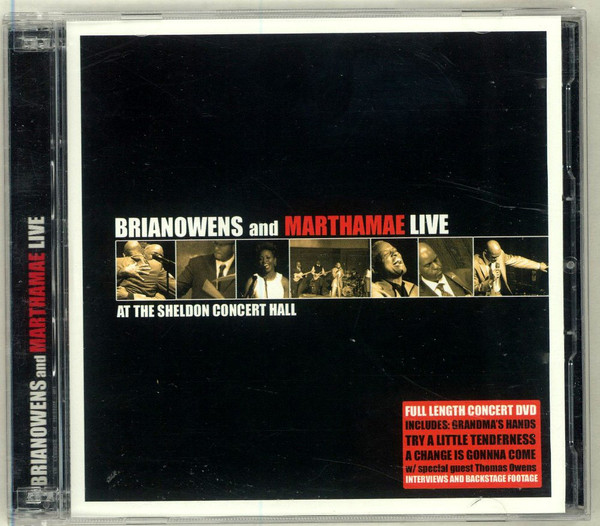 BRIANOWENS and MARTHAMAE LIVE
BRIANOWENS and MARTHAMAE LIVE
AT THE SHELDON CONCERT HALL
FULL LENGTH CONCERT DVD
INCLUDES: GRANDMA'S HANDS
TRY A LITTLE TENDERNESS
A CHANGE IS GONNNA COME
w/ special guest Thomas Owens
INTERVIEWS AND BACKSTAGE FOOTAGE